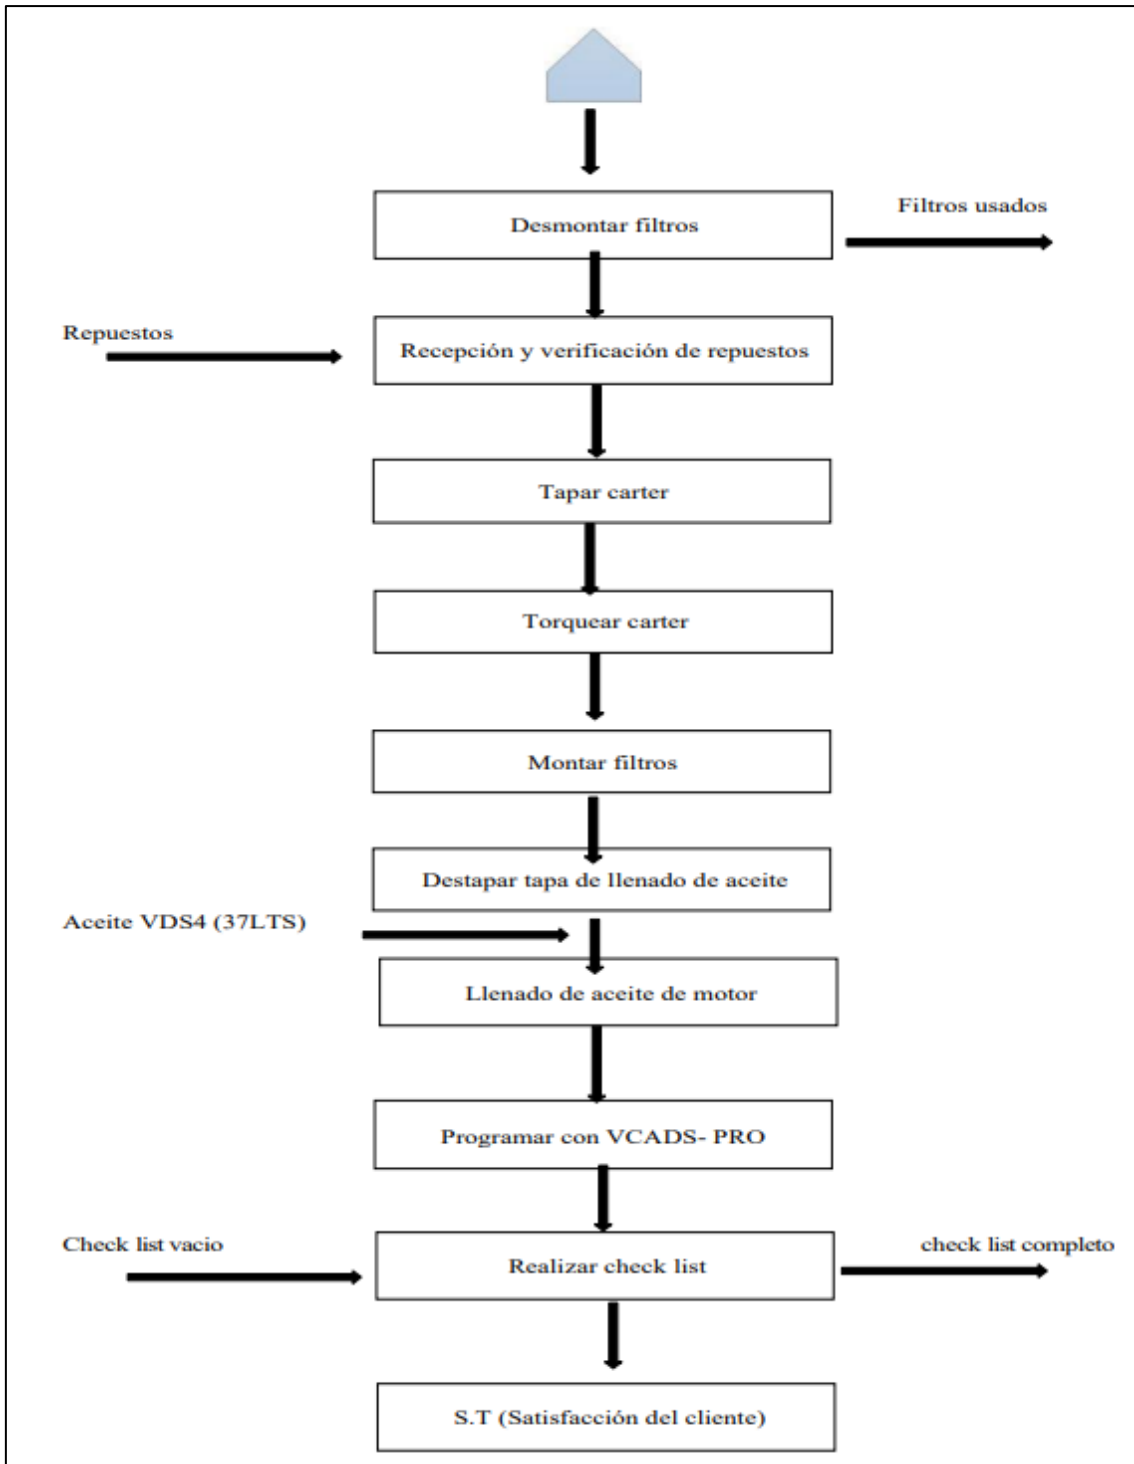 Desmontar filtros
Filtros usados
Repuestos
Recepción y verificación de repuestos
Tapar carter
Torquear carter
Montar filtros
Destapar tapa de llenado de aceite
Aceite VDS4 (37LTS)
Llenado de aceite de motor
Programar con VCADS- PRO
Check list vacio
Realizar check list
check list completo
S.T (Satisfacción del cliente)